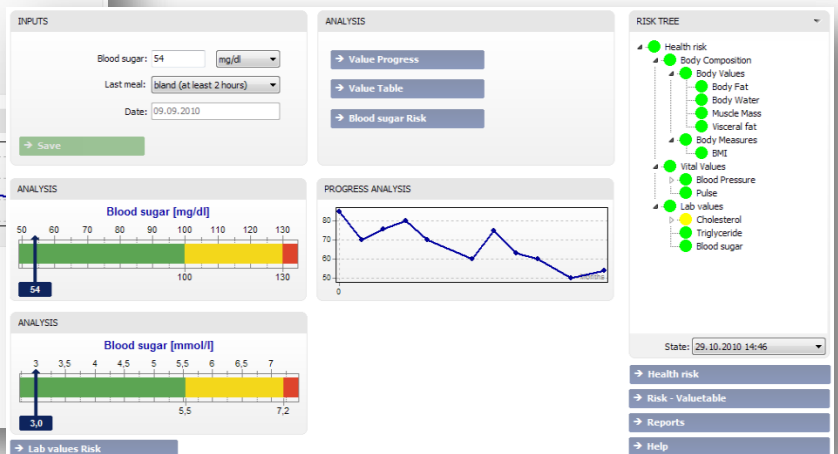 INPUTS
Blood sugar: 54 mg/dl
Last meal: bland (at least 2 hours)
Date: 09.09.2010
→ Save
ANALYSIS
→ Value Progress
→ Value Table
→ Blood sugar Risk
ANALYSIS
Blood sugar [mg/dl]
50 60 70 80 90 100 110 120 130
100 130
54
PROGRESS ANALYSIS
80
70
60
50
0
ANALYSIS
Blood sugar [mmol/l]
3 3,5 4 4,5 5 5,5 6 6,5 7
5,5 7,2
3,0
→ Lab values Risk
RISK TREE
Health risk
Body Composition
Body Values
Body Fat
Body Water
Muscle Mass
Visceral fat
Body Measures
BMI
Vital Values
Blood Pressure
Pulse
Lab values
Cholesterol
Triglyceride
Blood sugar
State: 29.10.2010 14:46
→ Health risk
→ Risk - Valuetable
→ Reports
→ Help